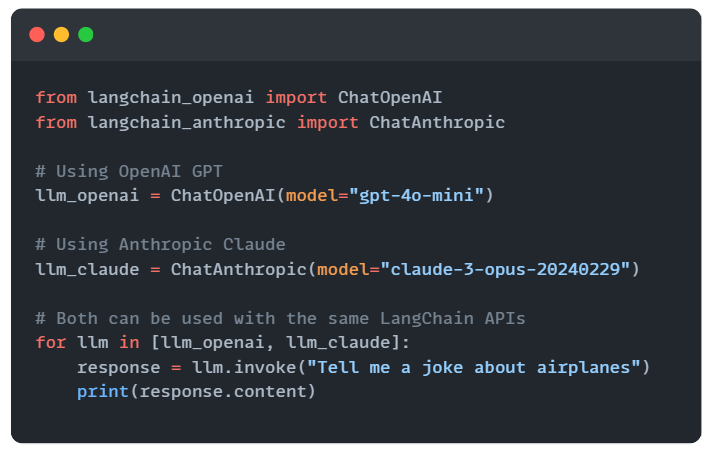 from langchain_openai import ChatOpenAI
from langchain_anthropic import ChatAnthropic
# Using OpenAI GPT
llm_openai = ChatOpenAI(model="gpt-4o-mini")
# Using Anthropic Claude
llm_claude = ChatAnthropic(model="claude-3-opus-20240229")
# Both can be used with the same LangChain APIs
for llm in [llm_openai, llm_claude]:
    response = llm.invoke("Tell me a joke about airplanes")
    print(response.content)